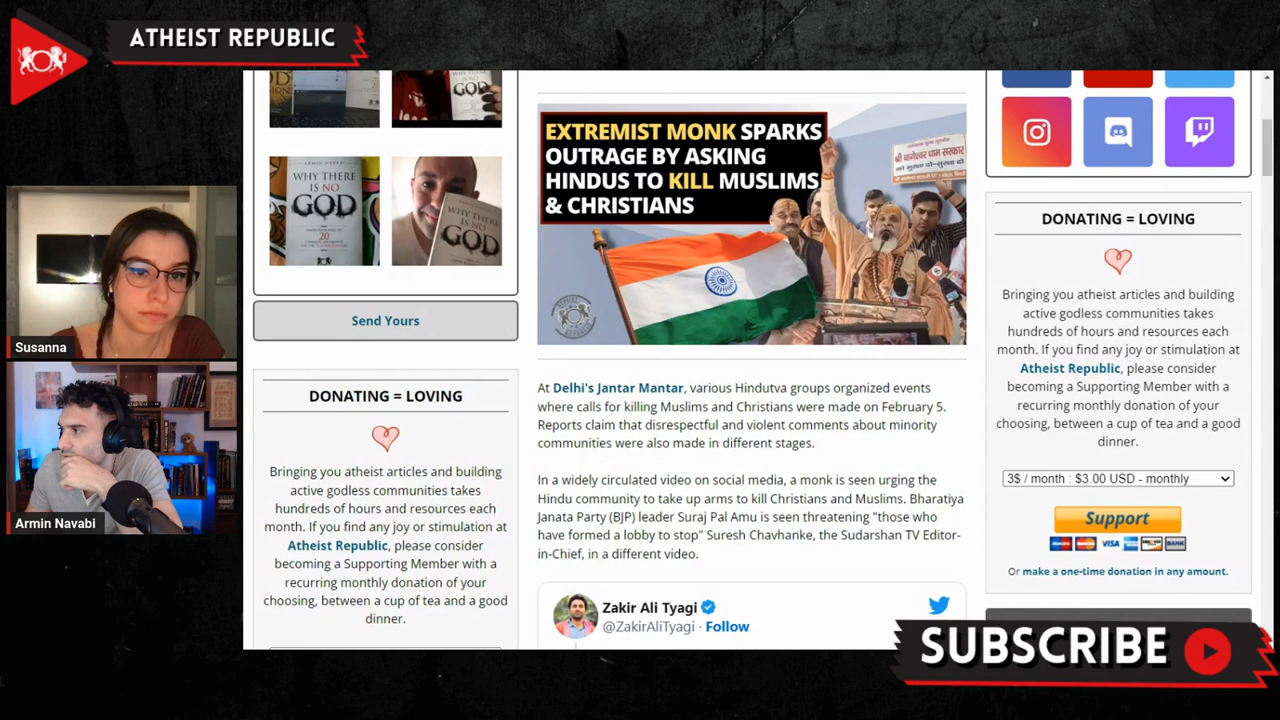 ATHEIST REPUBLIC
WHY THERE
IS NO
GOD
20
WHY THERE
IS NO
GOD
Send Yours
DONATING = LOVING
Bringing you atheist articles and building
active godless communities takes
hundreds of hours and resources each
month. If you find any joy or stimulation at
Atheist Republic, please consider
becoming a Supporting Member with a
recurring monthly donation of your
choosing, between a cup of tea and a good
dinner.
Susanna
Armin Navabi
EXTREMIST MONK SPARKS
OUTRAGE BY ASKING
HINDUS TO KILL MUSLIMS
& CHRISTIANS
श्री बागेश्वर धाम सरकार
At Delhi's Jantar Mantar, various Hindutva groups organized events
where calls for killing Muslims and Christians were made on February 5.
Reports claim that disrespectful and violent comments about minority
communities were also made in different stages.
In a widely circulated video on social media, a monk is seen urging the
Hindu community to take up arms to kill Christians and Muslims. Bharatiya
Janata Party (BJP) leader Suraj Pal Amu is seen threatening "those who
have formed a lobby to stop" Suresh Chavhanke, the Sudarshan TV Editor-
in-Chief, in a different video.
Zakir Ali Tyagi
@ZakirAliTyagi · Follow
DONATING = LOVING
Bringing you atheist articles and building
active godless communities takes
hundreds of hours and resources each
month. If you find any joy or stimulation at
Atheist Republic, please consider
becoming a Supporting Member with a
recurring monthly donation of your
choosing, between a cup of tea and a good
dinner.
3$ / month : $3.00 USD - monthly
Support
VISA
BANK
Or make a one-time donation in any amount.
SUBSCRIBE